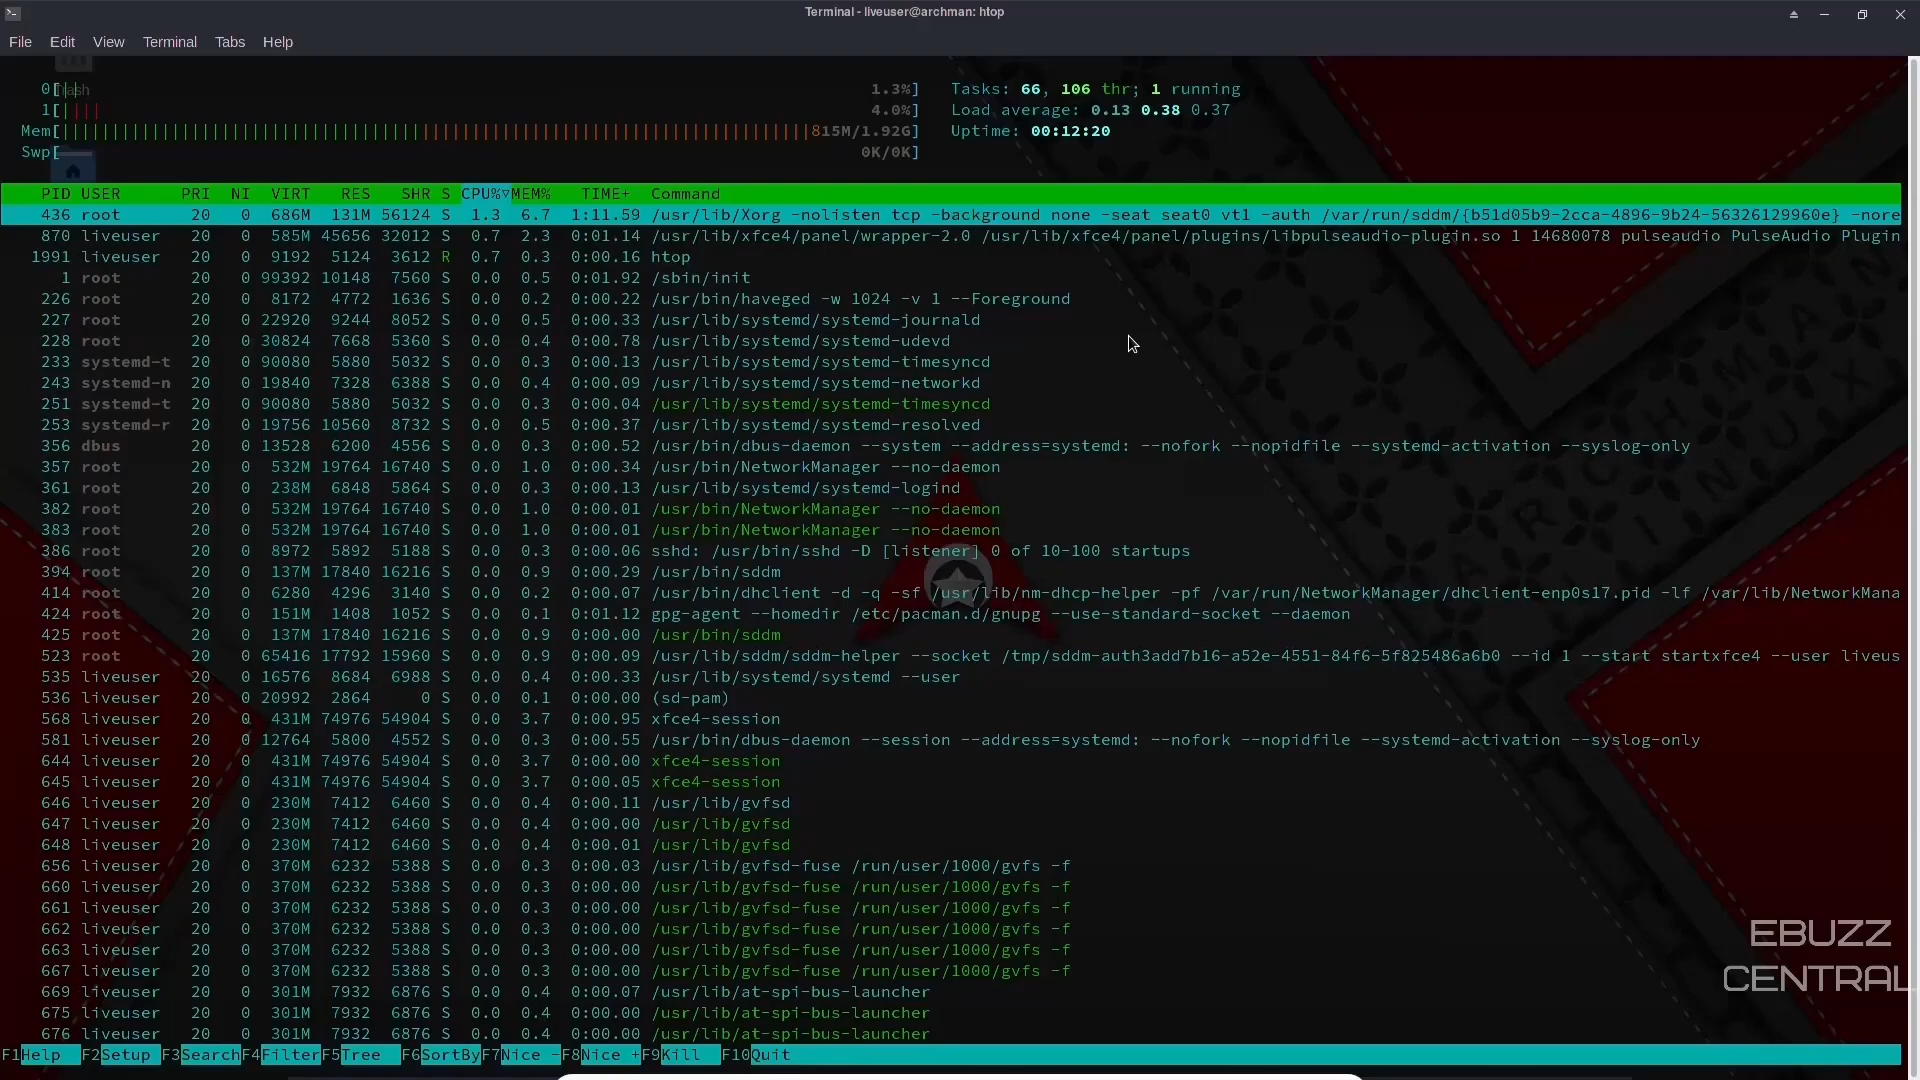 Terminal - liveuser@archman: htop
File Edit View Terminal Tabs Help
Trash
0[|| 1.3%] Tasks: 66, 106 thr; 1 running
1[|||| 4.0%] Load average: 0.13 0.38 0.37
Mem[ 815M/1.92G] Uptime: 00:12:20
Swp[ 0K/0K]
PID USER PRI NI VIRT RES SHR S CPU%▽MEM% TIME+ Command
436 root 20 0 686M 131M 56124 S 1.3 6.7 1:11.59 /usr/lib/Xorg -nolisten tcp -background none -seat seat0 vt1 -auth /var/run/sddm/{b51d05b9-2cca-4896-9b24-56326129960e} -nore
870 liveuser 20 0 585M 45656 32012 S 0.7 2.3 0:01.14 /usr/lib/xfce4/panel/wrapper-2.0 /usr/lib/xfce4/panel/plugins/libpulseaudio-plugin.so 1 14680078 pulseaudio PulseAudio Plugin
1991 liveuser 20 0 9192 5124 3612 R 0.7 0.3 0:00.16 htop
1 root 20 0 99392 10148 7560 S 0.0 0.5 0:01.92 /sbin/init
226 root 20 0 8172 4772 1636 S 0.0 0.2 0:00.22 /usr/bin/haveged -w 1024 -v 1 --Foreground
227 root 20 0 22920 9244 8052 S 0.0 0.5 0:00.33 /usr/lib/systemd/systemd-journald
228 root 20 0 30824 7668 5360 S 0.0 0.4 0:00.78 /usr/lib/systemd/systemd-udevd
233 systemd-t 20 0 90080 5880 5032 S 0.0 0.3 0:00.13 /usr/lib/systemd/systemd-timesyncd
243 systemd-n 20 0 19840 7328 6388 S 0.0 0.4 0:00.09 /usr/lib/systemd/systemd-networkd
251 systemd-t 20 0 90080 5880 5032 S 0.0 0.3 0:00.04 /usr/lib/systemd/systemd-timesyncd
253 systemd-r 20 0 19756 10560 8732 S 0.0 0.5 0:00.37 /usr/lib/systemd/systemd-resolved
356 dbus 20 0 13528 6200 4556 S 0.0 0.3 0:00.52 /usr/bin/dbus-daemon --system --address=systemd: --nofork --nopidfile --systemd-activation --syslog-only
357 root 20 0 532M 19764 16740 S 0.0 1.0 0:00.34 /usr/bin/NetworkManager --no-daemon
361 root 20 0 238M 6848 5864 S 0.0 0.3 0:00.13 /usr/lib/systemd/systemd-logind
382 root 20 0 532M 19764 16740 S 0.0 1.0 0:00.01 /usr/bin/NetworkManager --no-daemon
383 root 20 0 532M 19764 16740 S 0.0 1.0 0:00.01 /usr/bin/NetworkManager --no-daemon
386 root 20 0 8972 5892 5188 S 0.0 0.3 0:00.06 sshd: /usr/bin/sshd -D [listener] 0 of 10-100 startups
394 root 20 0 137M 17840 16216 S 0.0 0.9 0:00.29 /usr/bin/sddm
414 root 20 0 6280 4296 3140 S 0.0 0.2 0:00.07 /usr/bin/dhclient -d -q -sf /usr/lib/nm-dhcp-helper -pf /var/run/NetworkManager/dhclient-enp0s17.pid -lf /var/lib/NetworkMana
424 root 20 0 151M 1408 1052 S 0.0 0.1 0:01.12 gpg-agent --homedir /etc/pacman.d/gnupg --use-standard-socket --daemon
425 root 20 0 137M 17840 16216 S 0.0 0.9 0:00.00 /usr/bin/sddm
523 root 20 0 65416 17792 15960 S 0.0 0.9 0:00.09 /usr/lib/sddm/sddm-helper --socket /tmp/sddm-auth3add7b16-a52e-4551-84f6-5f825486a6b0 --id 1 --start startxfce4 --user liveus
535 liveuser 20 0 16576 8684 6988 S 0.0 0.4 0:00.33 /usr/lib/systemd/systemd --user
536 liveuser 20 0 20992 2864 0 S 0.0 0.1 0:00.00 (sd-pam)
568 liveuser 20 0 431M 74976 54904 S 0.0 3.7 0:00.95 xfce4-session
581 liveuser 20 0 12764 5800 4552 S 0.0 0.3 0:00.55 /usr/bin/dbus-daemon --session --address=systemd: --nofork --nopidfile --systemd-activation --syslog-only
644 liveuser 20 0 431M 74976 54904 S 0.0 3.7 0:00.00 xfce4-session
645 liveuser 20 0 431M 74976 54904 S 0.0 3.7 0:00.05 xfce4-session
646 liveuser 20 0 230M 7412 6460 S 0.0 0.4 0:00.11 /usr/lib/gvfsd
647 liveuser 20 0 230M 7412 6460 S 0.0 0.4 0:00.00 /usr/lib/gvfsd
648 liveuser 20 0 230M 7412 6460 S 0.0 0.4 0:00.01 /usr/lib/gvfsd
656 liveuser 20 0 370M 6232 5388 S 0.0 0.3 0:00.03 /usr/lib/gvfsd-fuse /run/user/1000/gvfs -f
660 liveuser 20 0 370M 6232 5388 S 0.0 0.3 0:00.00 /usr/lib/gvfsd-fuse /run/user/1000/gvfs -f
661 liveuser 20 0 370M 6232 5388 S 0.0 0.3 0:00.00 /usr/lib/gvfsd-fuse /run/user/1000/gvfs -f
662 liveuser 20 0 370M 6232 5388 S 0.0 0.3 0:00.00 /usr/lib/gvfsd-fuse /run/user/1000/gvfs -f
663 liveuser 20 0 370M 6232 5388 S 0.0 0.3 0:00.00 /usr/lib/gvfsd-fuse /run/user/1000/gvfs -f
667 liveuser 20 0 370M 6232 5388 S 0.0 0.3 0:00.00 /usr/lib/gvfsd-fuse /run/user/1000/gvfs -f
669 liveuser 20 0 301M 7932 6876 S 0.0 0.4 0:00.07 /usr/lib/at-spi-bus-launcher
675 liveuser 20 0 301M 7932 6876 S 0.0 0.4 0:00.00 /usr/lib/at-spi-bus-launcher
676 liveuser 20 0 301M 7932 6876 S 0.0 0.4 0:00.00 /usr/lib/at-spi-bus-launcher
F1Help F2Setup F3SearchF4FilterF5Tree F6SortByF7Nice -F8Nice +F9Kill F10Quit
ARCHMAN
LINUX
EBUZZ
CENTRAL